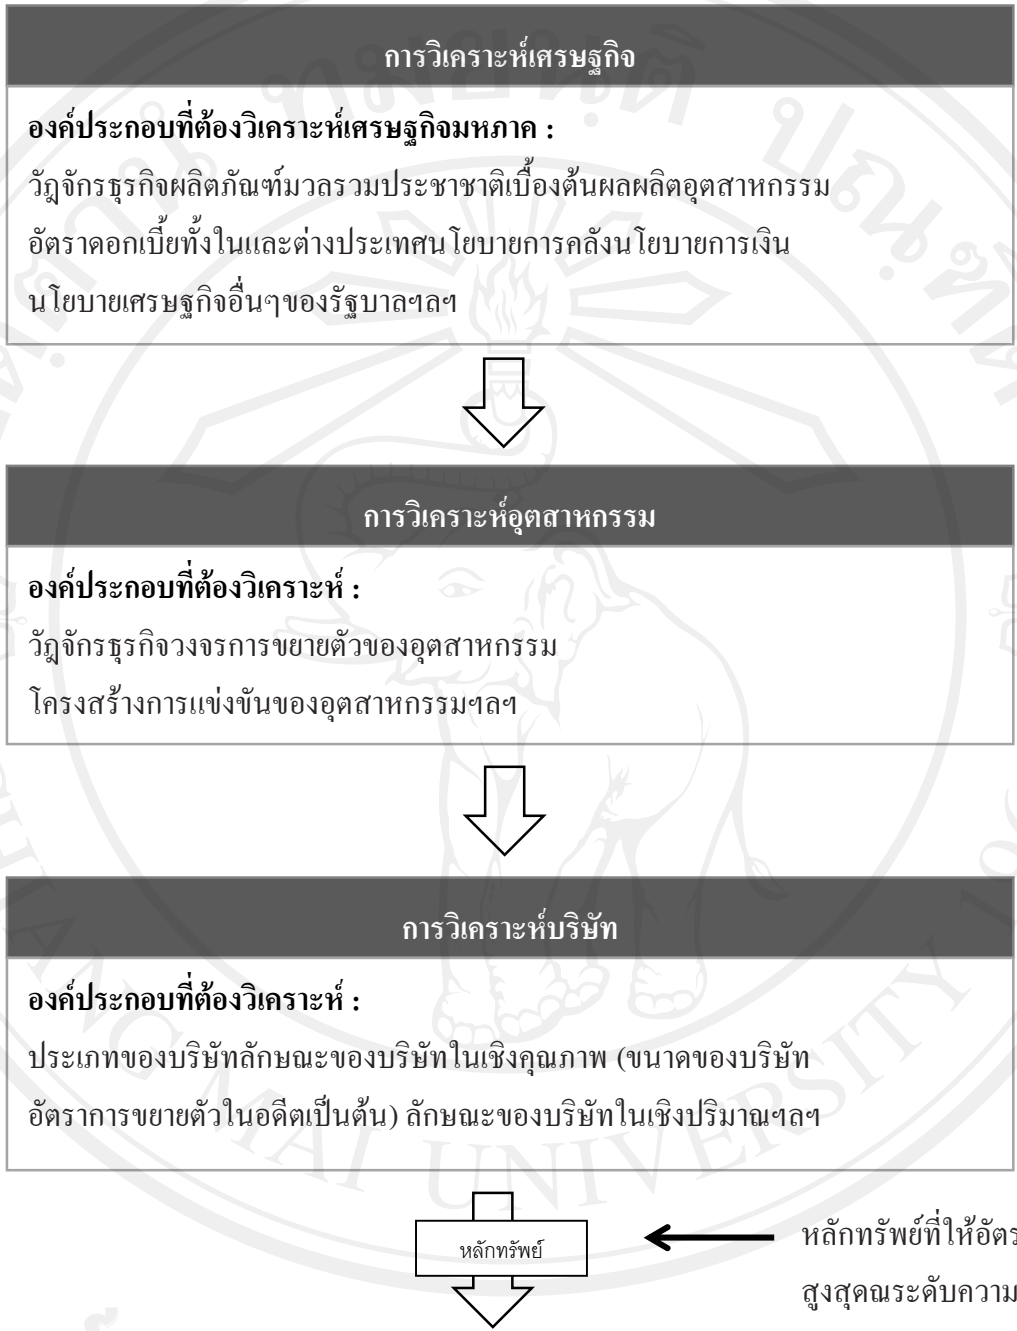 การวิเคราะห์เศรษฐกิจ
องค์ประกอบที่ต้องวิเคราะห์เศรษฐกิจมหภาค :
วัฎจักรธุรกิจผลิตภัณฑ์มวลรวมประชาชาติเบื้องต้นผลผลิตอุตสาหกรรม
อัตราดอกเบี้ยทั้งในและต่างประเทศนโยบายการคลังนโยบายการเงิน
นโยบายเศรษฐกิจอื่นๆของรัฐบาลฯลฯ
การวิเคราะห์อุตสาหกรรม
องค์ประกอบที่ต้องวิเคราะห์ :
วัฎจักรธุรกิจวงจรการขยายตัวของอุตสาหกรรม
โครงสร้างการแข่งขันของอุตสาหกรรมฯลฯ
การวิเคราะห์บริษัท
องค์ประกอบที่ต้องวิเคราะห์ :
ประเภทของบริษัทลักษณะของบริษัทในเชิงคุณภาพ (ขนาดของบริษัท
อัตราการขยายตัวในอดีตเป็นต้น) ลักษณะของบริษัทในเชิงปริมาณฯลฯ
หลักทรัพย์
หลักทรัพย์ที่ให้อัตร
สูงสุดณระดับความ
MAI UNIVERSITY